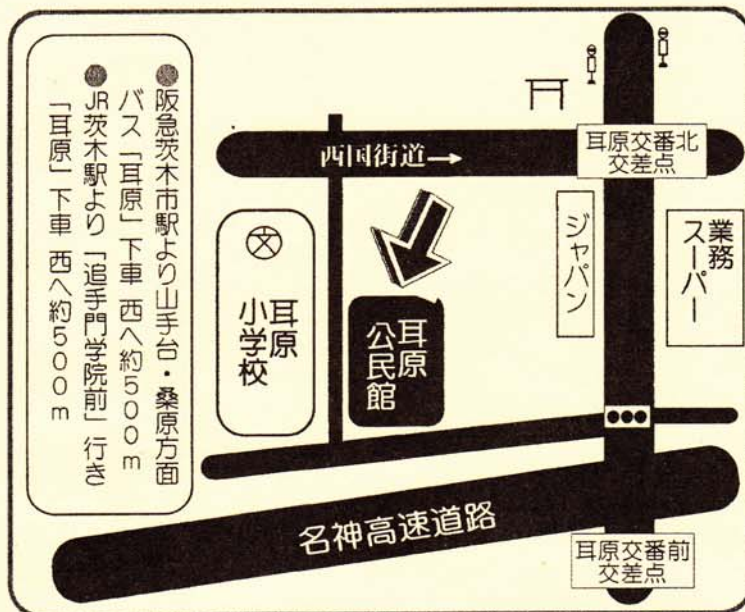 ●阪急茨木市駅より山手台・桑原方面
バス「耳原」下車 西へ約500m
●JR茨木駅より「追手門学院前」行き
「耳原」下車 西へ約500m
西国街道→
耳原交番北
交差点
ジャパン
業務
スーパー
文
耳原
小学校
耳原
公民館
名神高速道路
耳原交番前
交差点